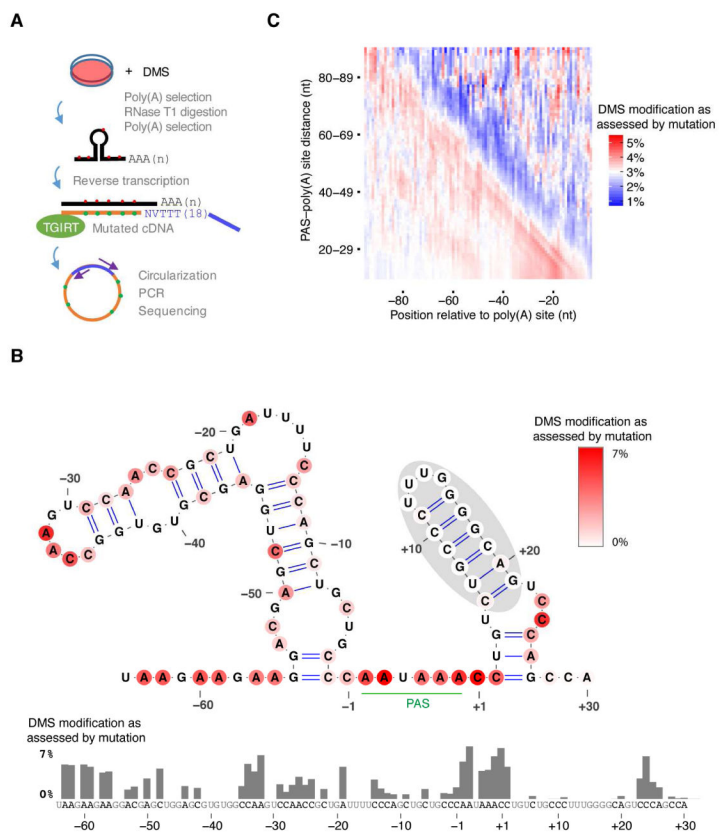 A
+ DMS
Poly(A) selection
RNase T1 digestion
Poly(A) selection
AAA(n)
Reverse transcription
AAA(n)
NVTTT(18)
TGIRT
Mutated cDNA
Circularization
PCR
Sequencing
C
PAS–poly(A) site distance (nt)
80–89
60–69
40–49
20–29
−80
−60
−40
−20
Position relative to poly(A) site (nt)
DMS modification as
assessed by mutation
5%
4%
3%
2%
1%
B
−20
−30
−40
−50
−10
+10
+20
DMS modification as
assessed by mutation
7%
0%
UAAGAAGAAG
CCAAUAAACC
GCCA
−60
−1
PAS
+1
+30
DMS modification as
assessed by mutation
7%
0%
UAAGAAGAAGGACGAGCUGGAGCGUGUGGCCAAGUCCAACCGCUGAUUUUCCCAGCUGCUGCCCAAUAAACCUGUCUGCCCUUUGGGGCAGUCCCAGCCA
−60
−50
−40
−30
−20
−10
−1
+1
+10
+20
+30